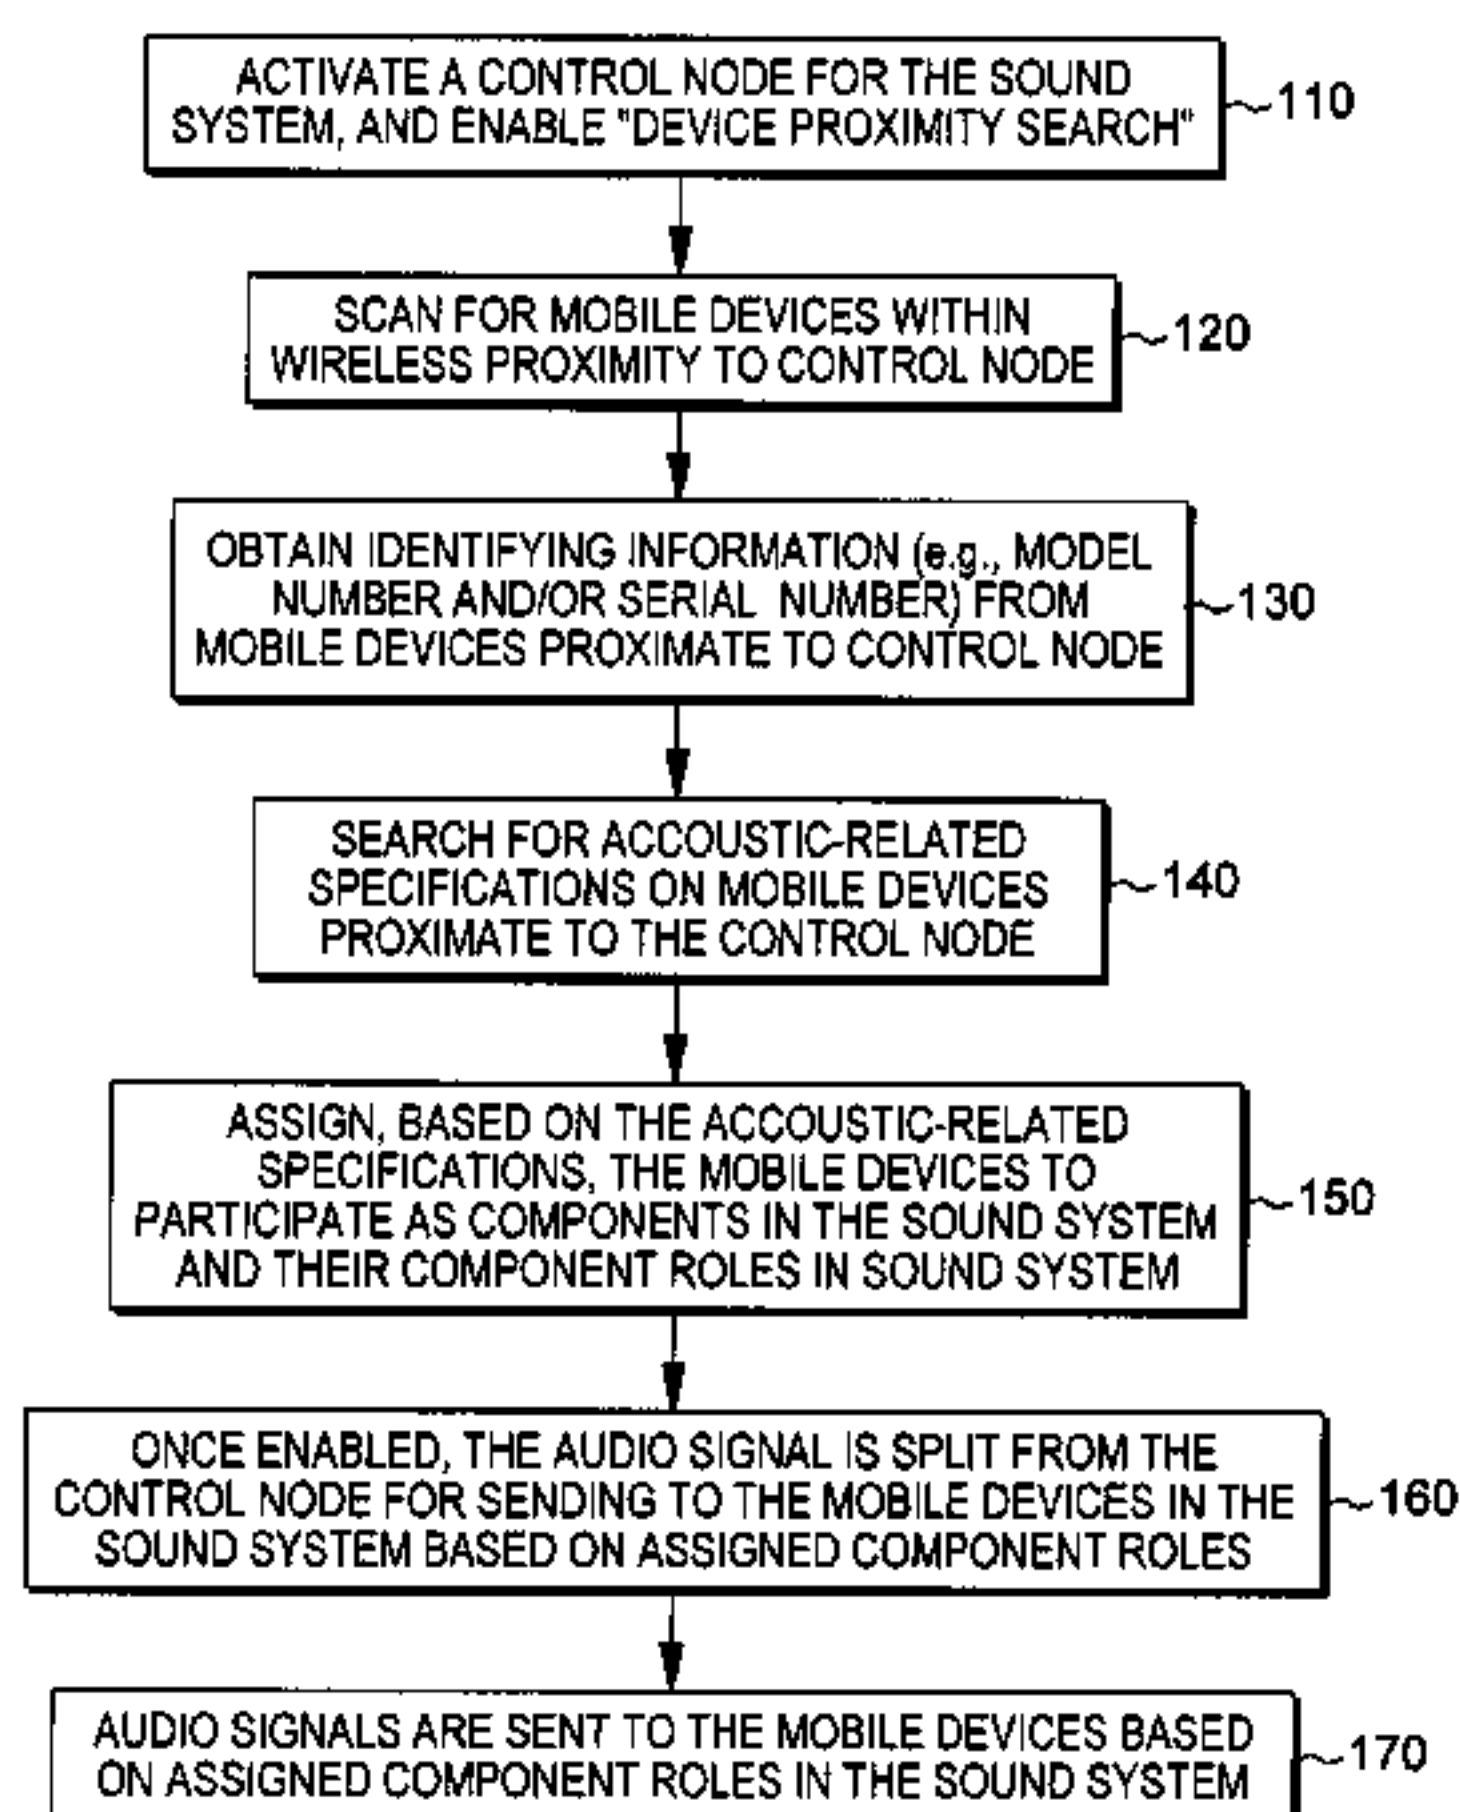 ACTIVATE A CONTROL NODE FOR THE SOUND
SYSTEM, AND ENABLE "DEVICE PROXIMITY SEARCH"
110
SCAN FOR MOBILE DEVICES WITHIN
WIRELESS PROXIMITY TO CONTROL NODE
120
OBTAIN IDENTIFYING INFORMATION (e.g., MODEL
NUMBER AND/OR SERIAL NUMBER) FROM
MOBILE DEVICES PROXIMATE TO CONTROL NODE
130
SEARCH FOR ACCOUSTIC-RELATED
SPECIFICATIONS ON MOBILE DEVICES
PROXIMATE TO THE CONTROL NODE
140
ASSIGN, BASED ON THE ACCOUSTIC-RELATED
SPECIFICATIONS, THE MOBILE DEVICES TO
PARTICIPATE AS COMPONENTS IN THE SOUND SYSTEM
AND THEIR COMPONENT ROLES IN SOUND SYSTEM
150
ONCE ENABLED, THE AUDIO SIGNAL IS SPLIT FROM THE
CONTROL NODE FOR SENDING TO THE MOBILE DEVICES IN THE
SOUND SYSTEM BASED ON ASSIGNED COMPONENT ROLES
160
AUDIO SIGNALS ARE SENT TO THE MOBILE DEVICES BASED
ON ASSIGNED COMPONENT ROLES IN THE SOUND SYSTEM
170